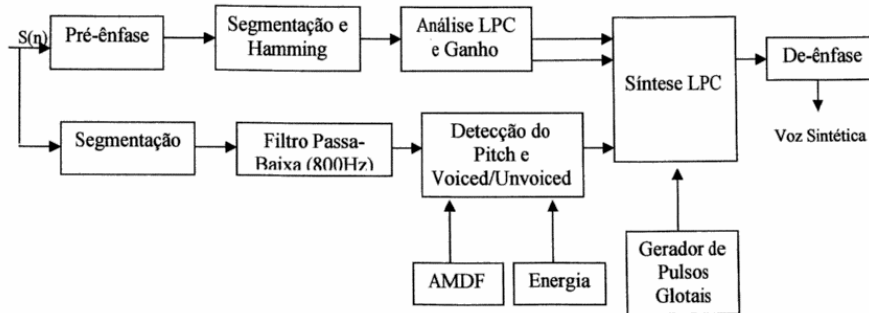 S(n)
Pré-ênfase
Segmentação e
Hamming
Análise LPC
e Ganho
Síntese LPC
De-ênfase
Voz Sintética
Segmentação
Filtro Passa-
Baixa (800Hz)
Detecção do
Pitch e
Voiced/Unvoiced
AMDF
Energia
Gerador de
Pulsos
Glotais